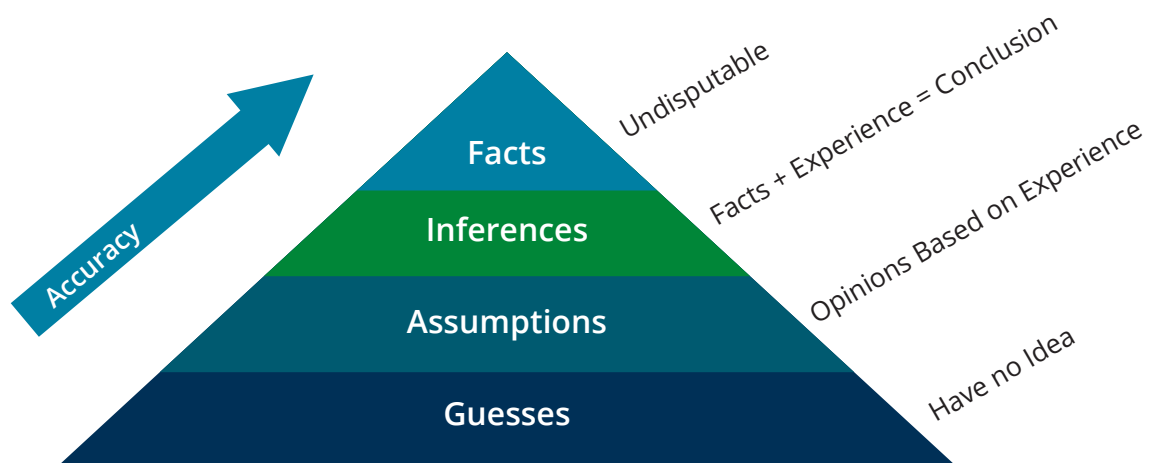 Accuracy
Facts
Undisputable
Inferences
Facts + Experience = Conclusion
Assumptions
Opinions Based on Experience
Guesses
Have no Idea